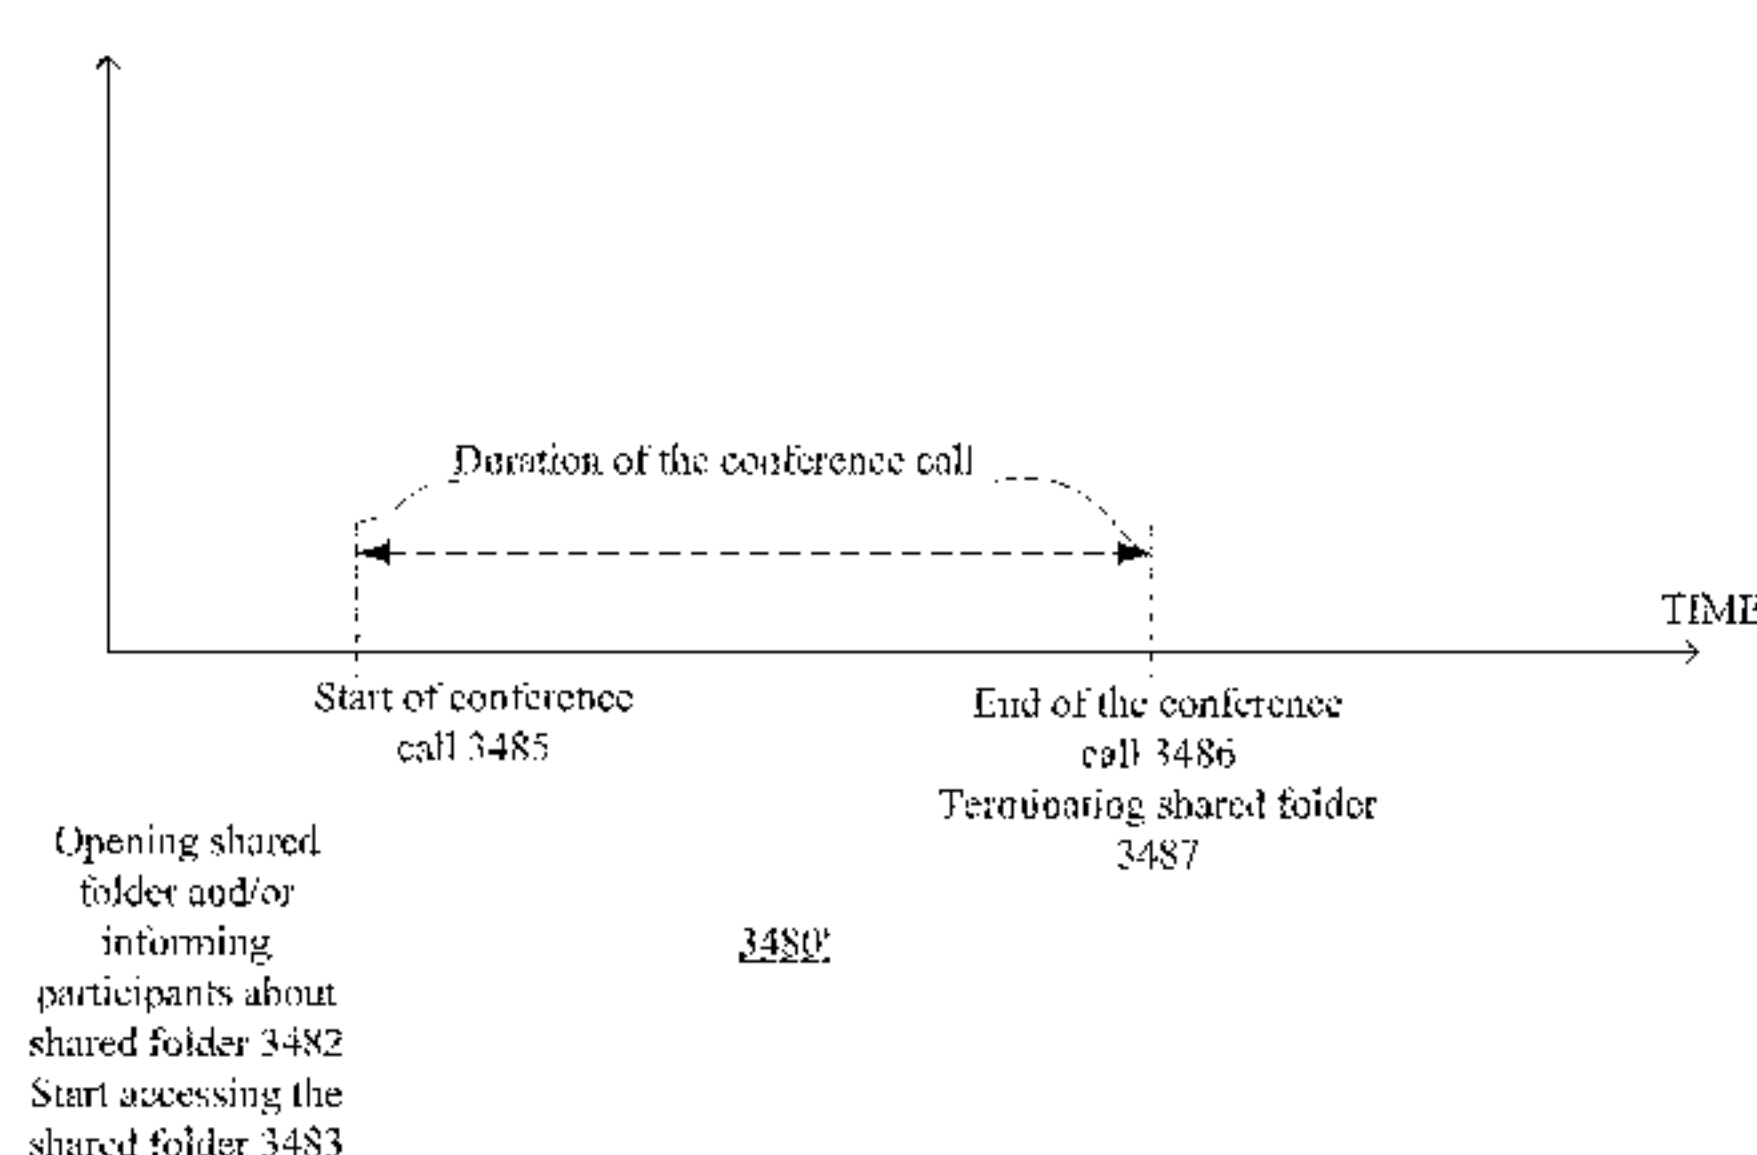 Duration of the conference call
TIME
Start of conference
call 3485
End of the conference
call 3486
Terminating shared folder
3487
Opening shared
folder and/or
informing
participants about
shared folder 3482
Start accessing the
shared folder 3483
3480'